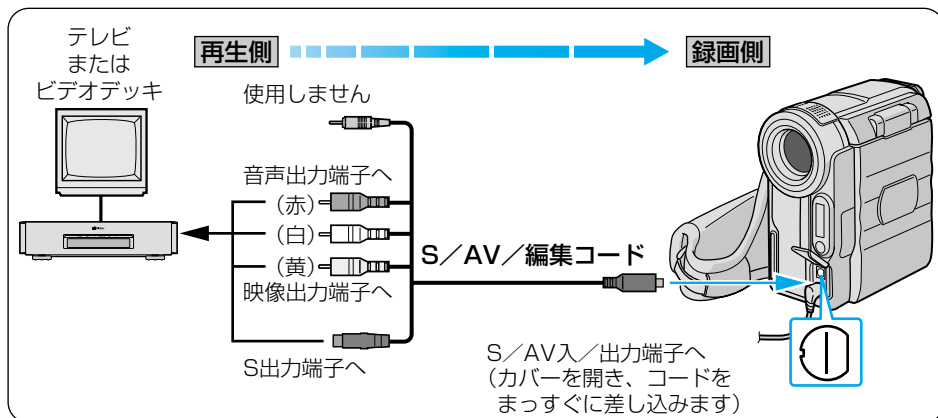 テレビ
または
ビデオデッキ
再生側
録画側
使用しません
音声出力端子へ
（赤）
（白）
（黄）
映像出力端子へ
S出力端子へ
S／AV／編集コード
S／AV入／出力端子へ
（カバーを開き、コードを
まっすぐに差し込みます）